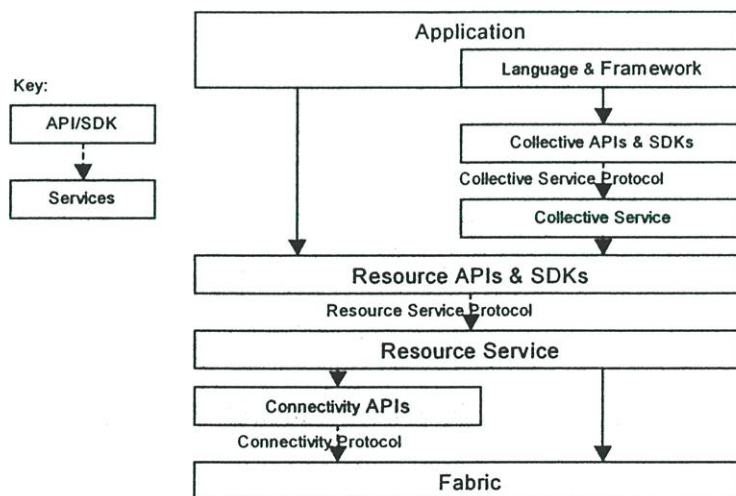 Application
Language & Framework
Key:
API/SDK
Services
Collective APIs & SDKs
Collective Service Protocol
Collective Service
Resource APIs & SDKs
Resource Service Protocol
Resource Service
Connectivity APIs
Connectivity Protocol
Fabric